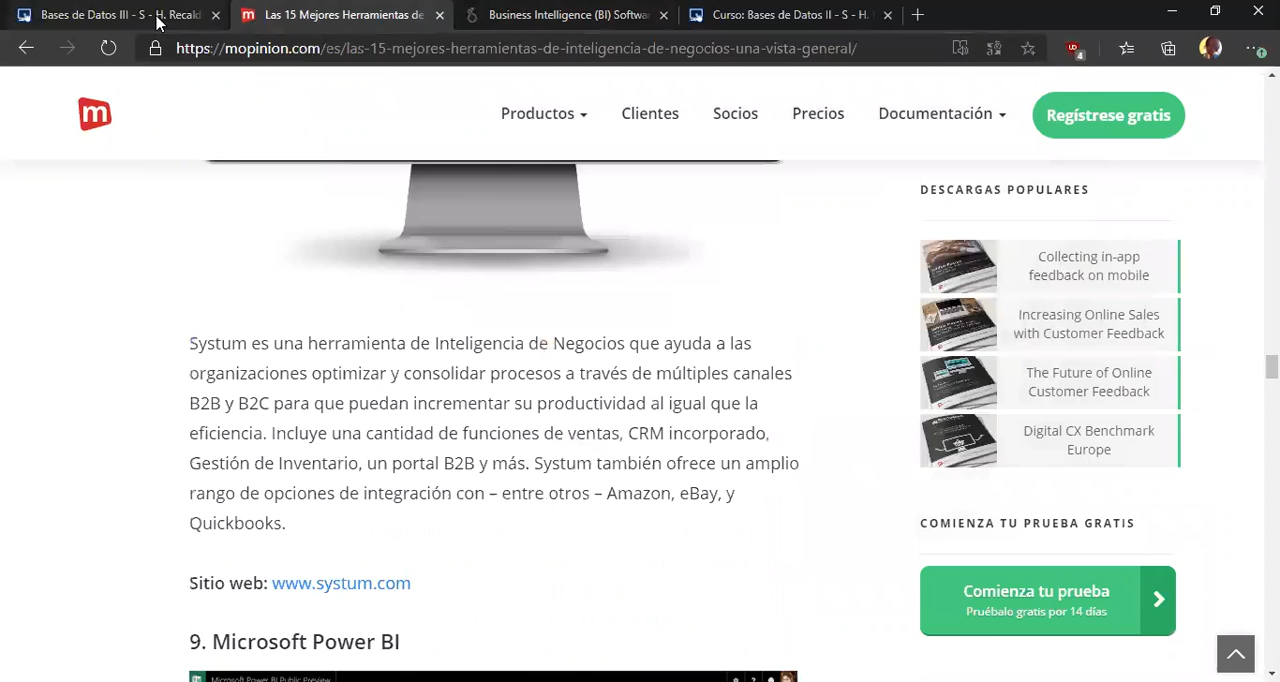 Bases de Datos III - S - H. Recald
Las 15 Mejores Herramientas de
Business Intelligence (BI) Softwar
Curso: Bases de Datos II - S - H.
https://mopinion.com/es/las-15-mejores-herramientas-de-inteligencia-de-negocios-una-vista-general/
4
m
Productos
Clientes
Socios
Precios
Documentación
Regístrese gratis
Systum es una herramienta de Inteligencia de Negocios que ayuda a las
organizaciones optimizar y consolidar procesos a través de múltiples canales
B2B y B2C para que puedan incrementar su productividad al igual que la
eficiencia. Incluye una cantidad de funciones de ventas, CRM incorporado,
Gestión de Inventario, un portal B2B y más. Systum también ofrece un amplio
rango de opciones de integración con – entre otros – Amazon, eBay, y
Quickbooks.
Sitio web: www.systum.com
9. Microsoft Power BI
Microsoft Power BI Public Preview
DESCARGAS POPULARES
Collecting in-app
feedback on mobile
Increasing Online Sales
with Customer Feedback
The Future of Online
Customer Feedback
Digital CX Benchmark
Europe
COMIENZA TU PRUEBA GRATIS
Comienza tu prueba
Pruébalo gratis por 14 días